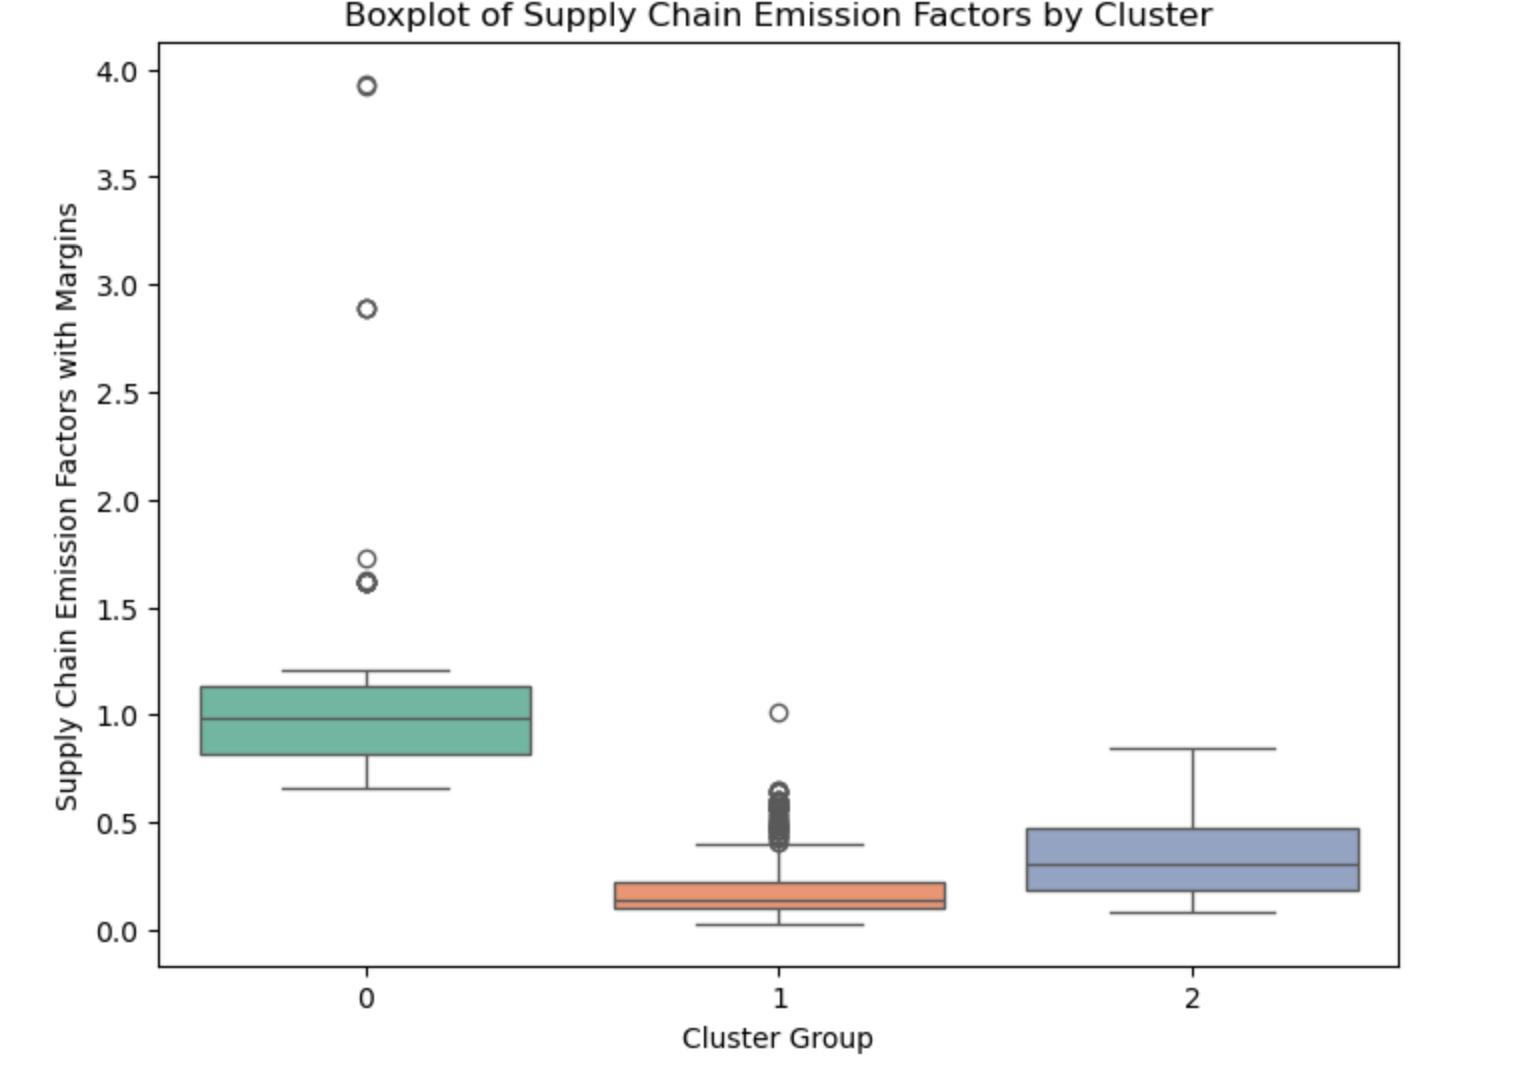 Boxplot of Supply Chain Emission Factors by Cluster
Supply Chain Emission Factors with Margins
4.0
3.5
3.0
2.5
2.0
1.5
1.0
0.5
0.0
0 1 2
Cluster Group